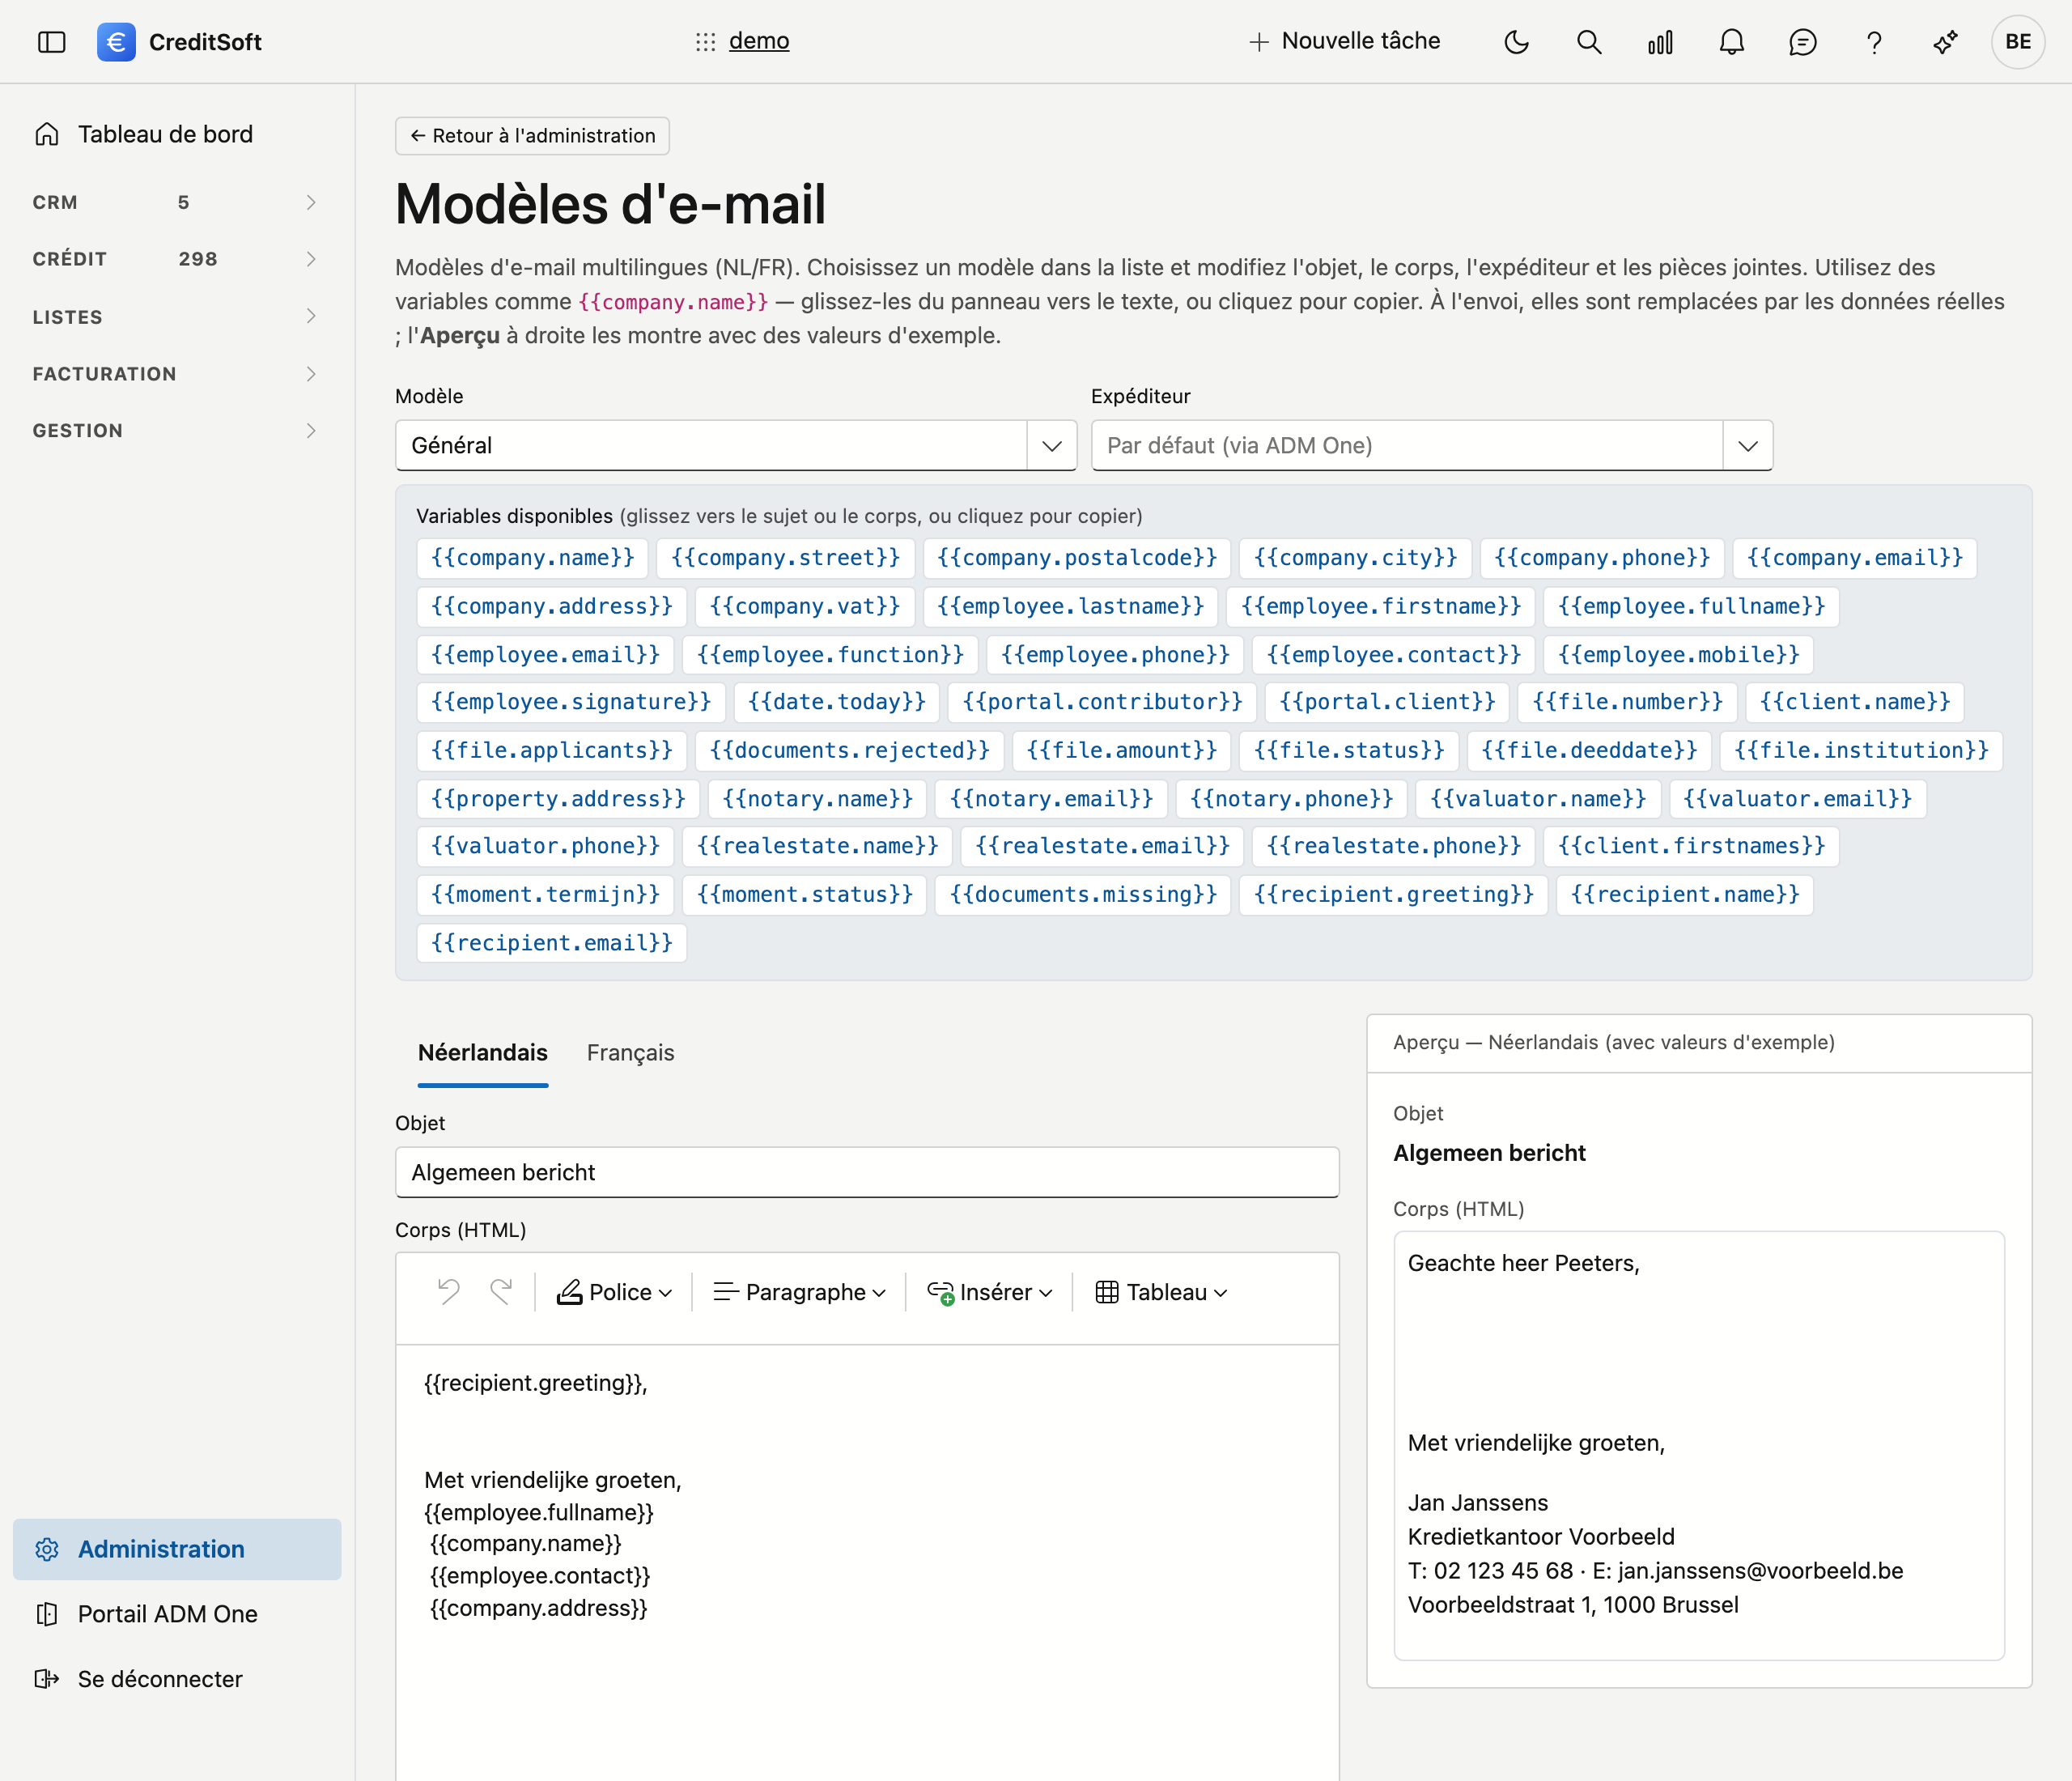 € CreditSoft
demo
Nouvelle tâche
BE
Tableau de bord
CRM 5
CRÉDIT 298
LISTES
FACTURATION
GESTION
Administration
Portail ADM One
Se déconnecter
← Retour à l'administration
Modèles d'e-mail
Modèles d'e-mail multilingues (NL/FR). Choisissez un modèle dans la liste et modifiez l'objet, le corps, l'expéditeur et les pièces jointes. Utilisez des
variables comme {{company.name}} — glissez-les du panneau vers le texte, ou cliquez pour copier. À l'envoi, elles sont remplacées par les données réelles
; l'Aperçu à droite les montre avec des valeurs d'exemple.
Modèle
Général
Expéditeur
Par défaut (via ADM One)
Variables disponibles (glissez vers le sujet ou le corps, ou cliquez pour copier)
{{company.name}} {{company.street}} {{company.postalcode}} {{company.city}} {{company.phone}} {{company.email}}
{{company.address}} {{company.vat}} {{employee.lastname}} {{employee.firstname}} {{employee.fullname}}
{{employee.email}} {{employee.function}} {{employee.phone}} {{employee.contact}} {{employee.mobile}}
{{employee.signature}} {{date.today}} {{portal.contributor}} {{portal.client}} {{file.number}} {{client.name}}
{{file.applicants}} {{documents.rejected}} {{file.amount}} {{file.status}} {{file.deeddate}} {{file.institution}}
{{property.address}} {{notary.name}} {{notary.email}} {{notary.phone}} {{valuator.name}} {{valuator.email}}
{{valuator.phone}} {{realestate.name}} {{realestate.email}} {{realestate.phone}} {{client.firstnames}}
{{moment.termijn}} {{moment.status}} {{documents.missing}} {{recipient.greeting}} {{recipient.name}}
{{recipient.email}}
Néerlandais Français
Objet
Algemeen bericht
Corps (HTML)
Police Paragraphe Insérer Tableau
{{recipient.greeting}},
Met vriendelijke groeten,
{{employee.fullname}}
{{company.name}}
{{employee.contact}}
{{company.address}}
Aperçu — Néerlandais (avec valeurs d'exemple)
Objet
Algemeen bericht
Corps (HTML)
Geachte heer Peeters,
Met vriendelijke groeten,
Jan Janssens
Kredietkantoor Voorbeeld
T: 02 123 45 68 · E: jan.janssens@voorbeeld.be
Voorbeeldstraat 1, 1000 Brussel